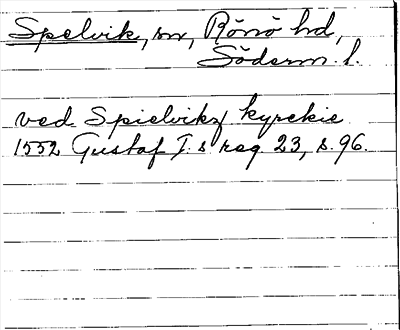 Spelvik, sn, Rönö hd,
Söderm. l.
ved Spielvikz kyrckie
1552 Gustaf I:s reg 23, s. 96.